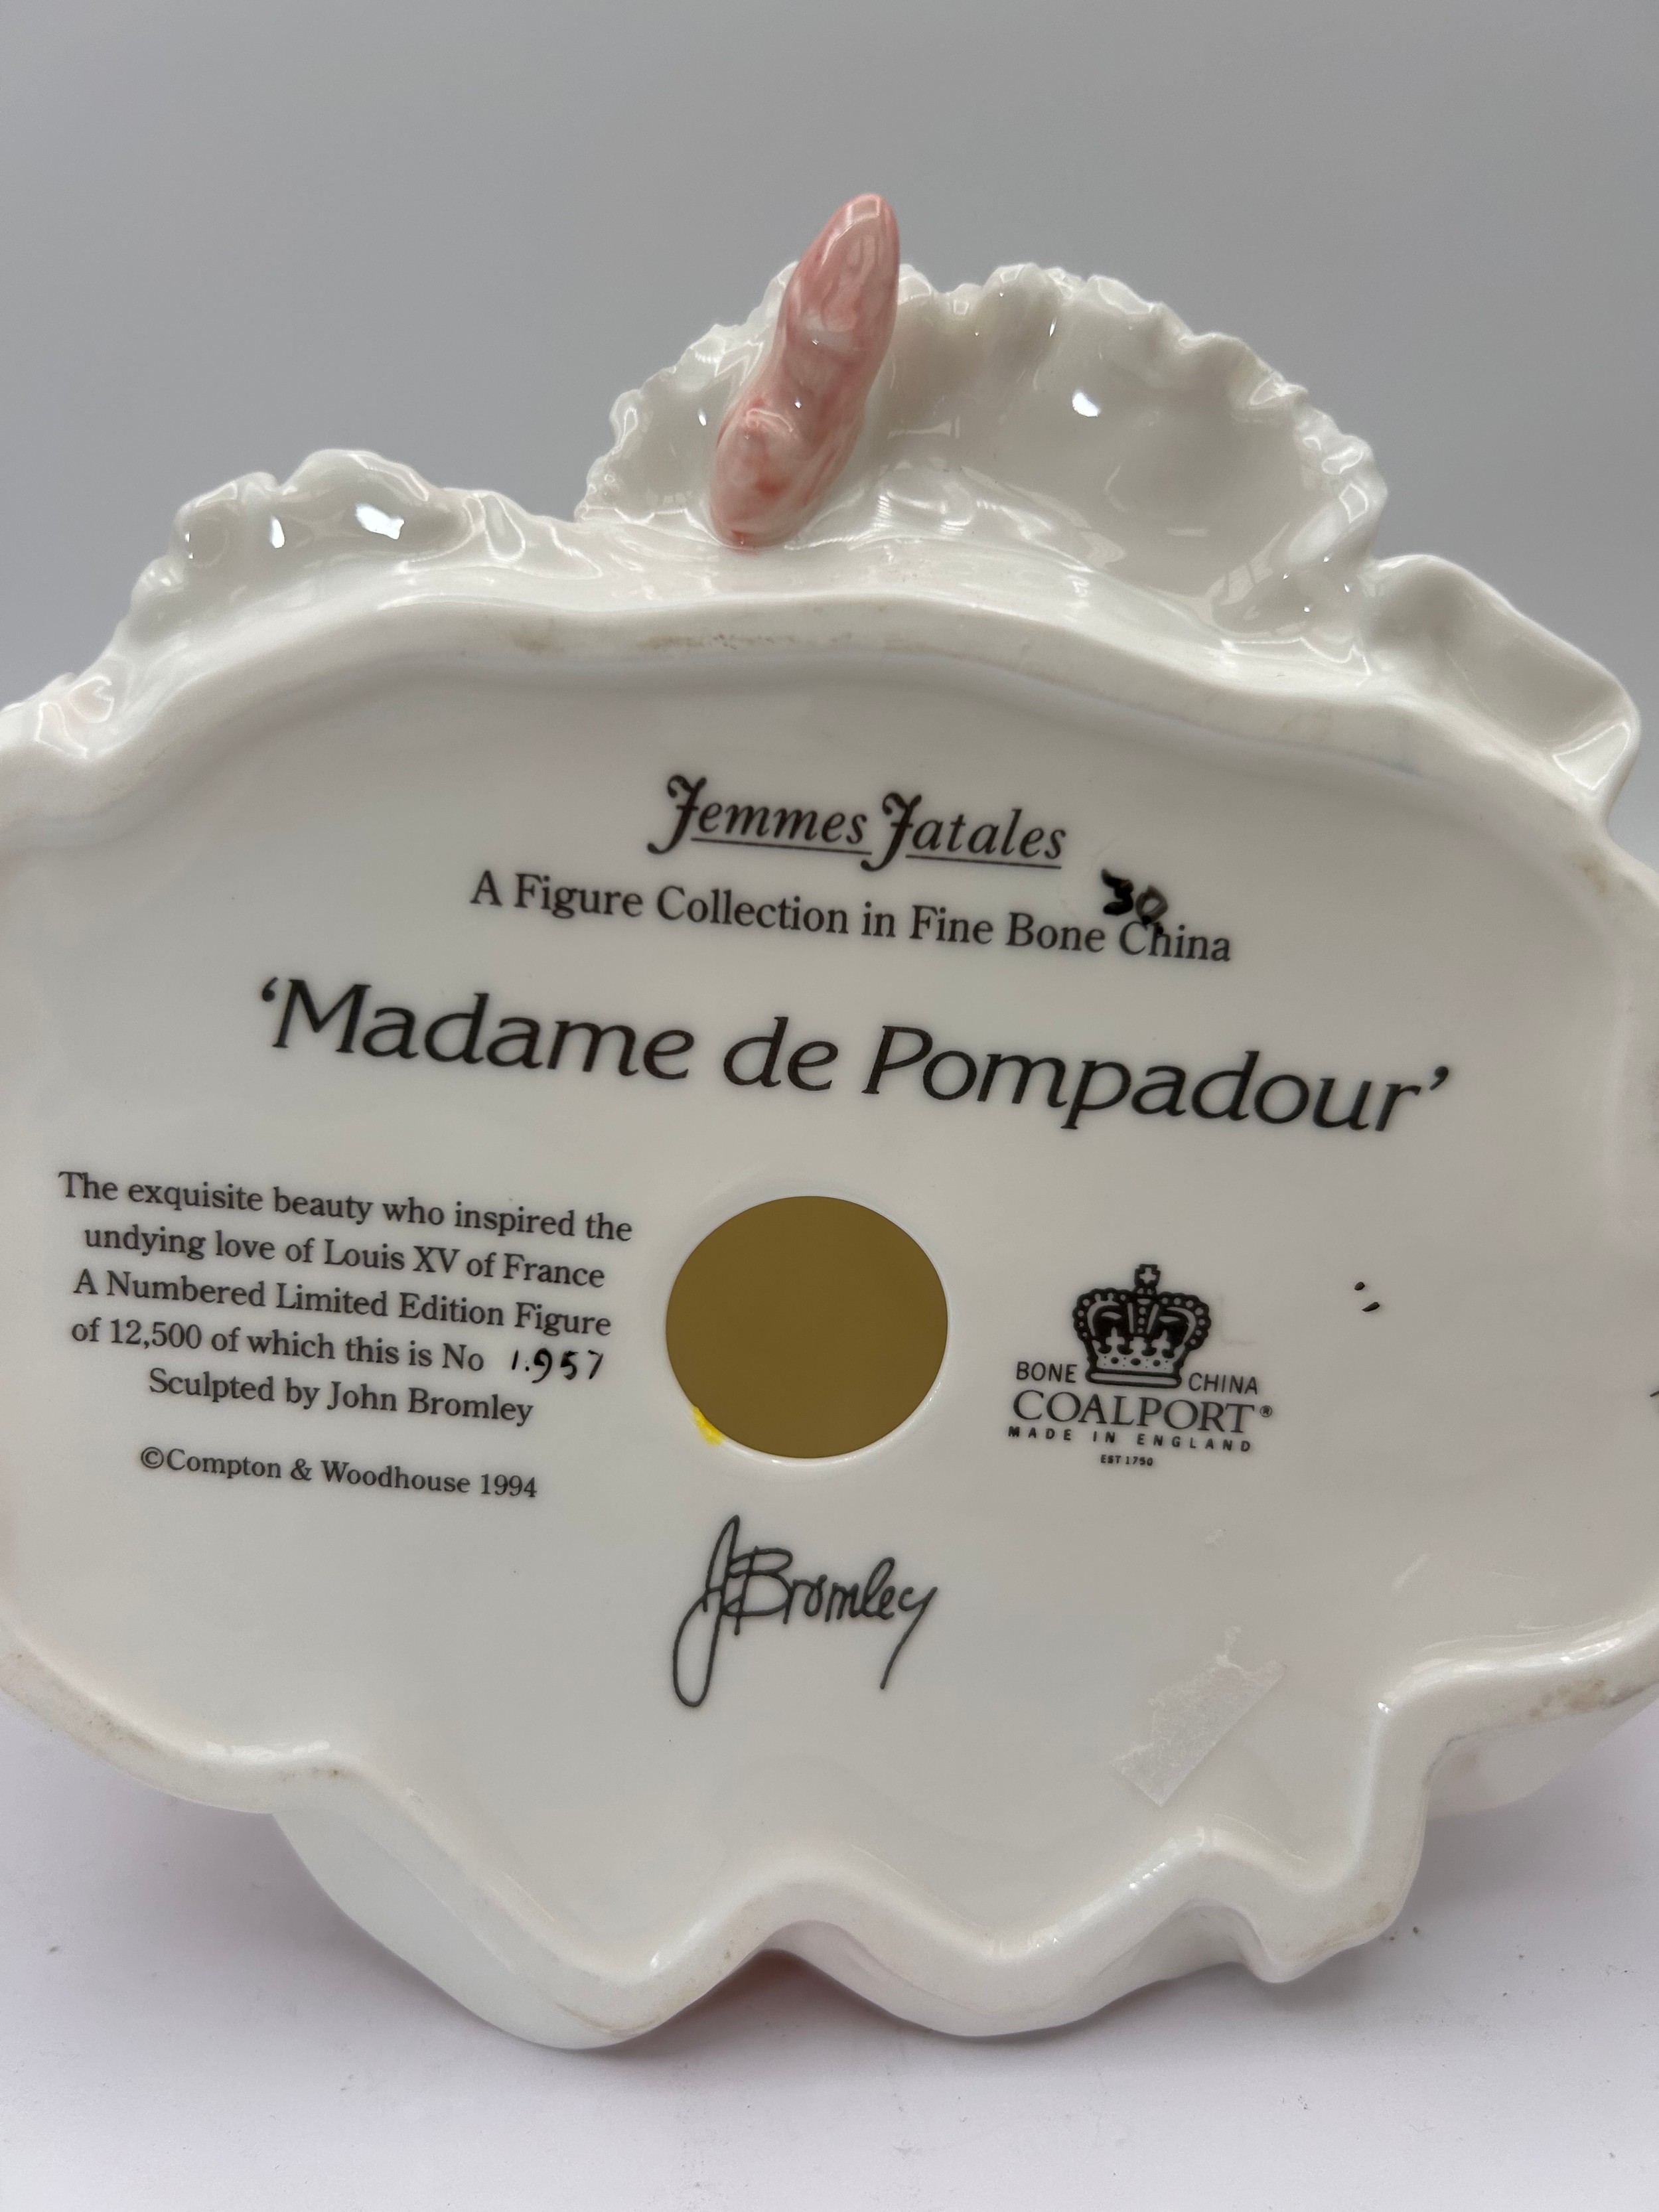 Femmes Fatales
30
A Figure Collection in Fine Bone China
‘Madame de Pompadour’
The exquisite beauty who inspired the
undying love of Louis XV of France
A Numbered Limited Edition Figure
of 12,500 of which this is No 1.957
Sculpted by John Bromley
©Compton & Woodhouse 1994
BONE CHINA
COALPORT®
MADE IN ENGLAND
EST 1750
J Bromley